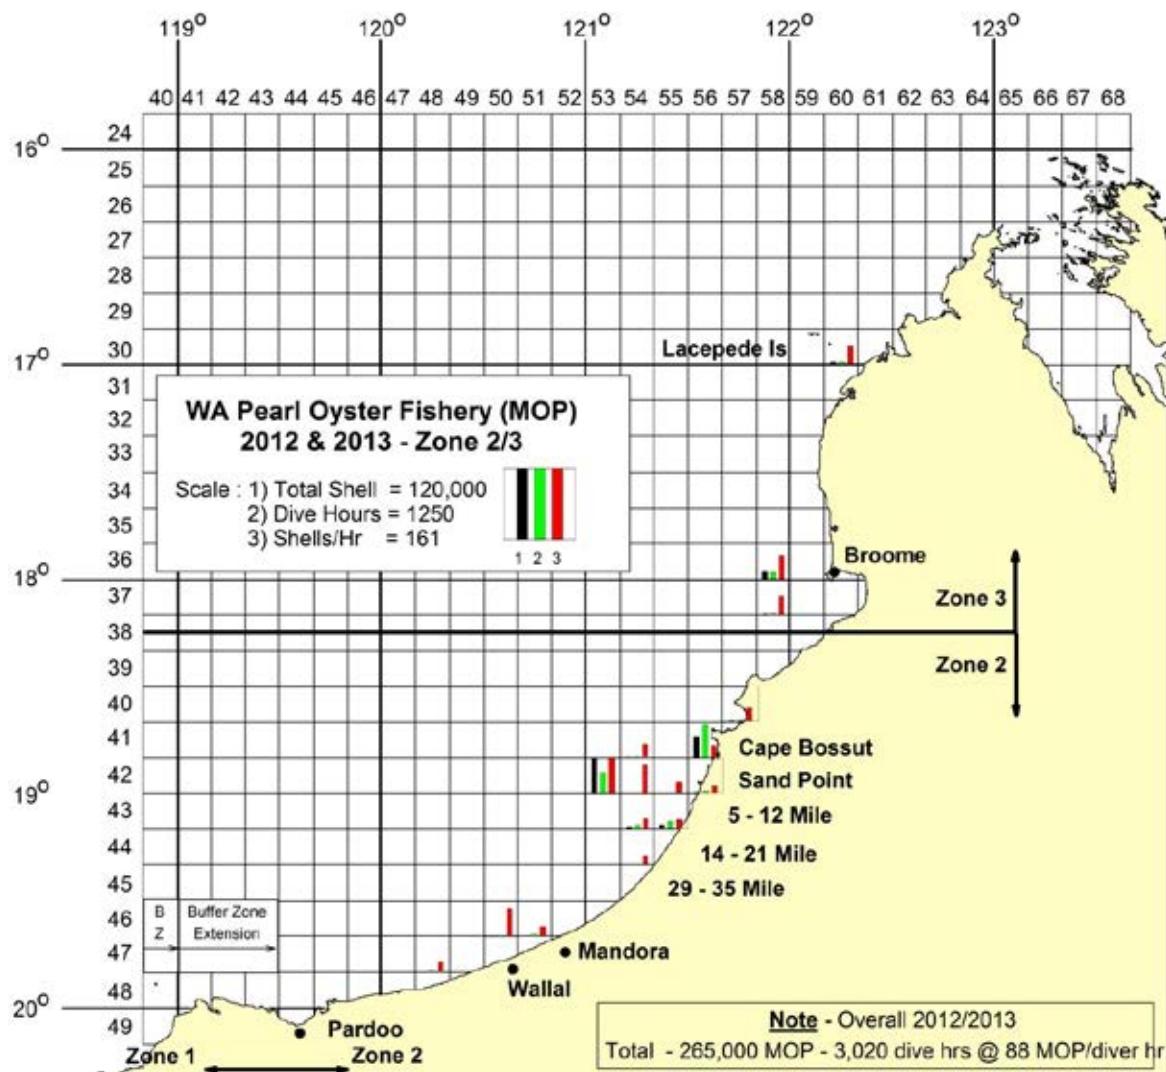 119° 120° 121° 122° 123°
40 41 42 43 44 45 46 47 48 49 50 51 52 53 54 55 56 57 58 59 60 61 62 63 64 65 66 67 68
24
16°
25
26
27
28
29
30
Lacepede Is
17°
31
32
33
34
35
36
37
38
39
40
41
42
43
44
45
46
47
48
49
WA Pearl Oyster Fishery (MOP)
2012 & 2013 - Zone 2/3
Scale : 1) Total Shell = 120,000
2) Dive Hours = 1250
3) Shells/Hr = 161
1 2 3
Broome
18°
Zone 3
Zone 2
Cape Bossut
Sand Point
19°
5 - 12 Mile
14 - 21 Mile
29 - 35 Mile
B Buffer Zone
Z Extension
Mandora
Wallal
20°
Pardoo
Zone 1 Zone 2
Note - Overall 2012/2013
Total - 265,000 MOP - 3,020 dive hrs @ 88 MOP/diver hr